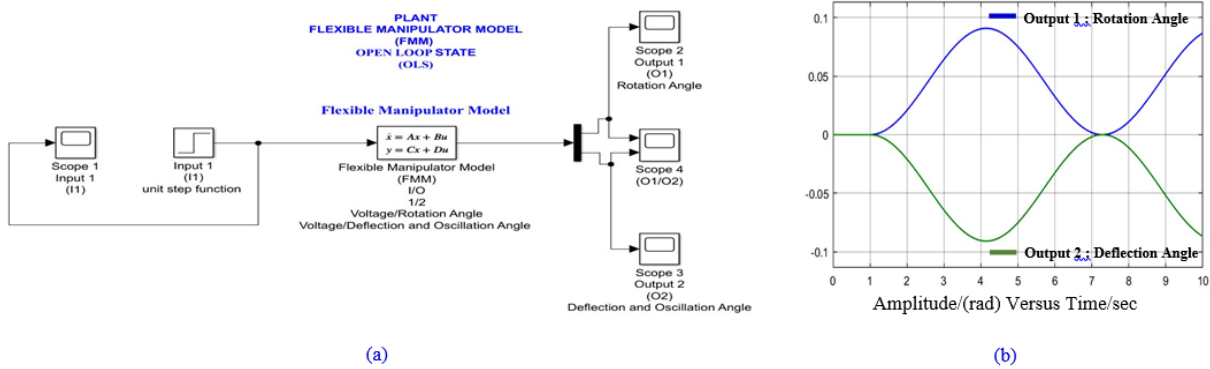 PLANT
FLEXIBLE MANIPULATOR MODEL
(FMM)
OPEN LOOP STATE
(OLS)
Scope 2
Output 1
(O1)
Rotation Angle
Flexible Manipulator Model
ẋ = Ax + Bu
y = Cx + Du
Scope 1
Input 1
(I1)
Input 1
(I1)
unit step function
Flexible Manipulator Model
(FMM)
I/O
1/2
Voltage/Rotation Angle
Voltage/Deflection and Oscillation Angle
Scope 4
(O1/O2)
Scope 3
Output 2
(O2)
Deflection and Oscillation Angle
(a)
Output 1 : Rotation Angle
0.1
0.05
0
-0.05
-0.1
Output 2 : Deflection Angle
0 1 2 3 4 5 6 7 8 9 10
Amplitude/(rad) Versus Time/sec
(b)